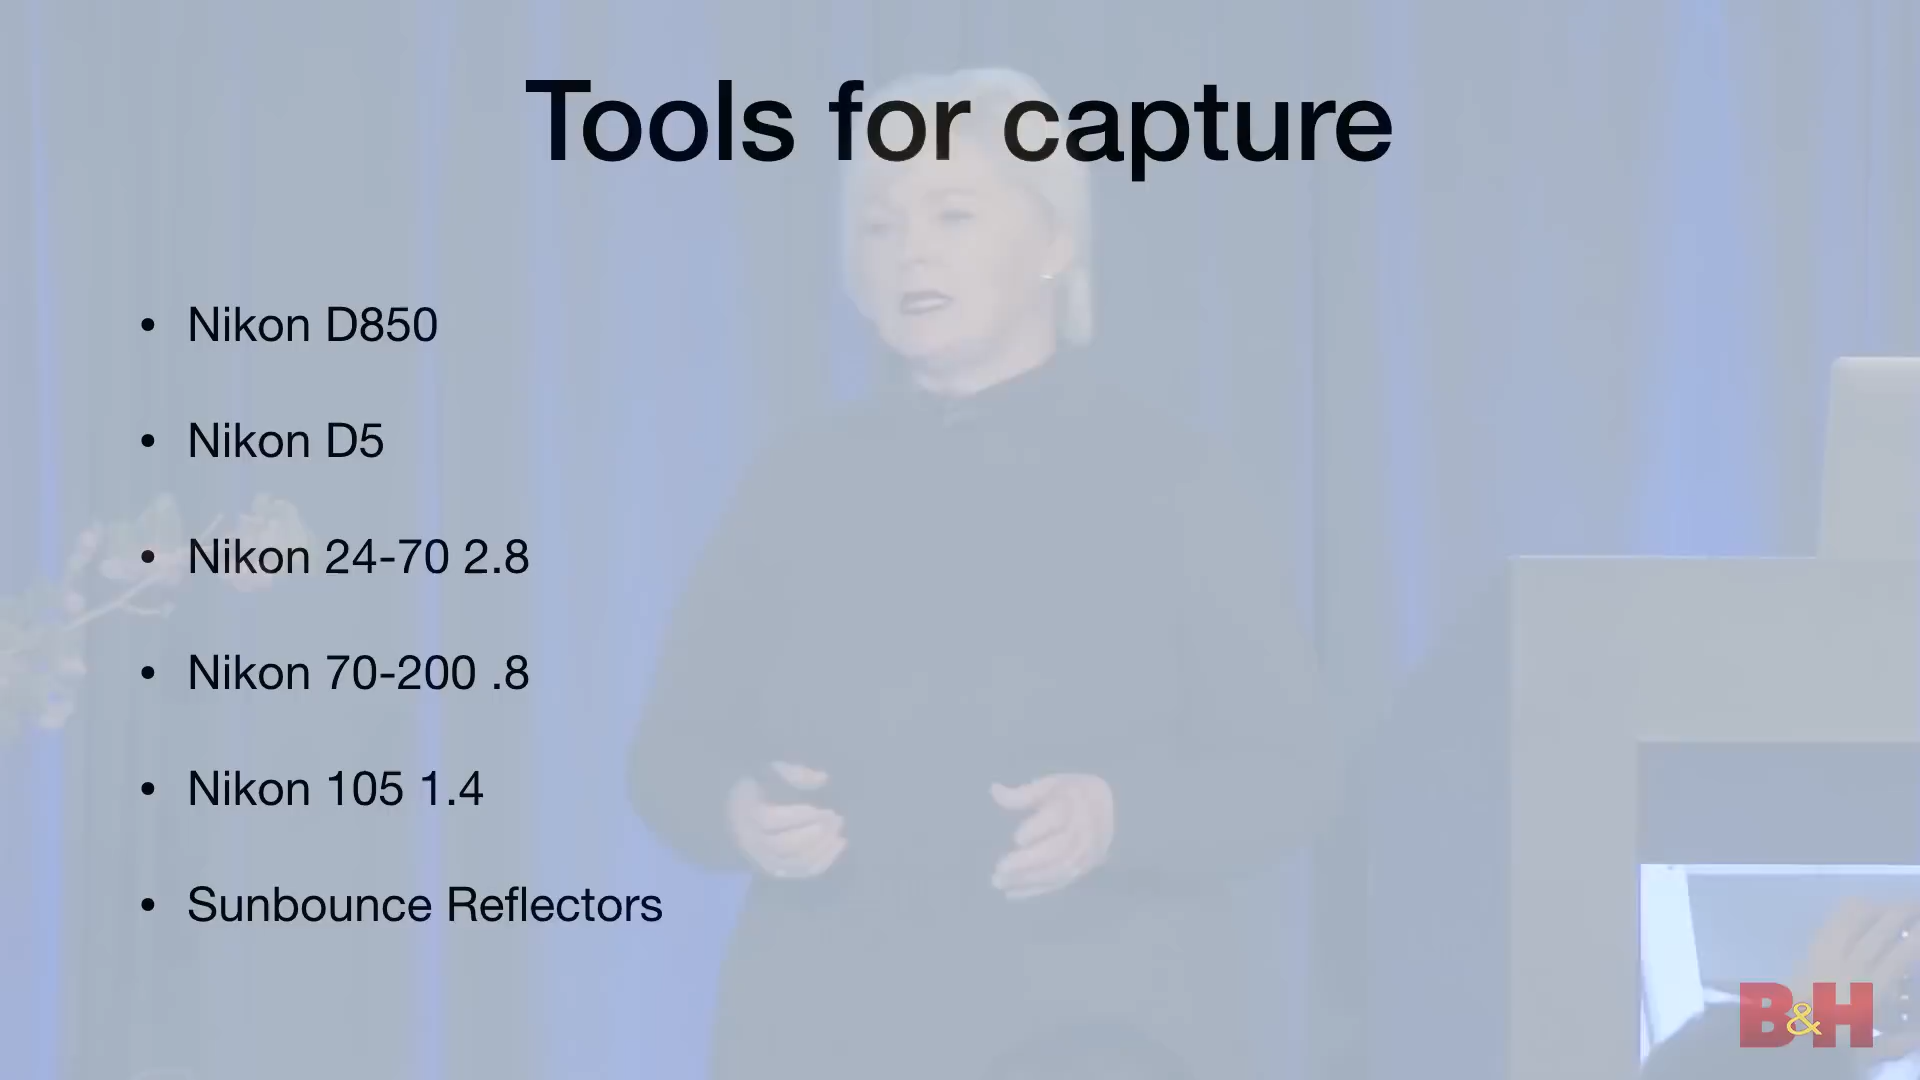 Tools for capture
• Nikon D850
• Nikon D5
• Nikon 24-70 2.8
• Nikon 70-200 .8
• Nikon 105 1.4
• Sunbounce Reflectors
B&H